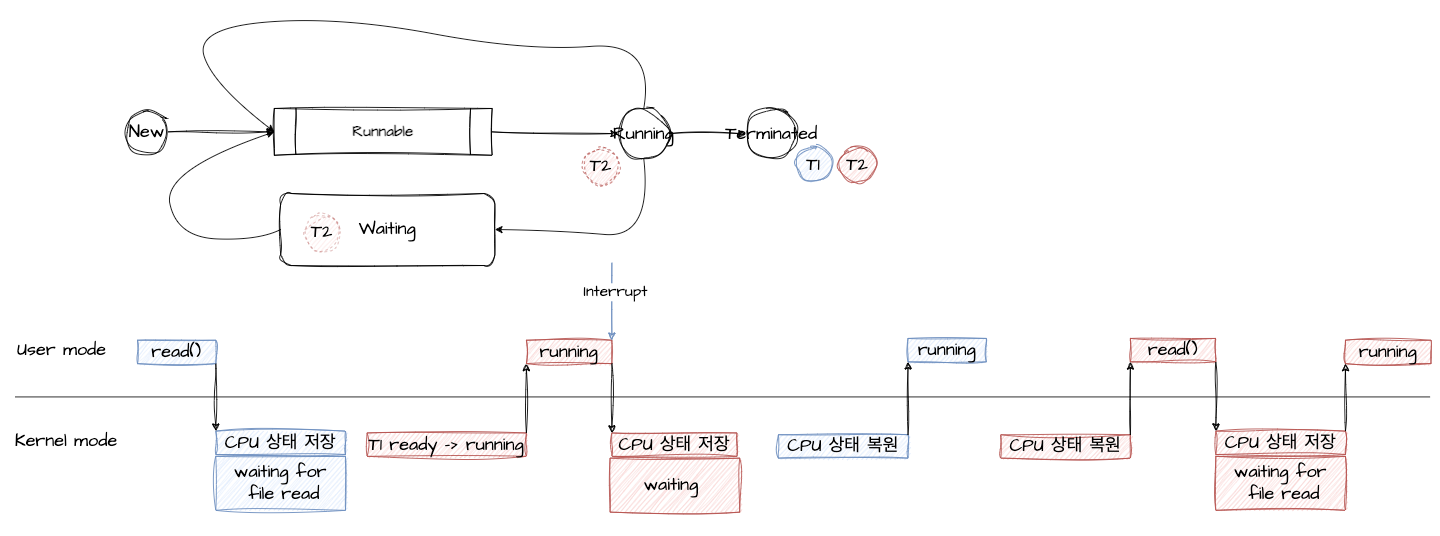 New
Runnable
Running
Terminated
T2
T1
T2
T2
Waiting
Interrupt
User mode
read()
running
running
read()
running
Kernel mode
CPU 상태 저장
T1 ready -> running
CPU 상태 저장
CPU 상태 복원
CPU 상태 복원
CPU 상태 저장
waiting for
file read
waiting
waiting for
file read